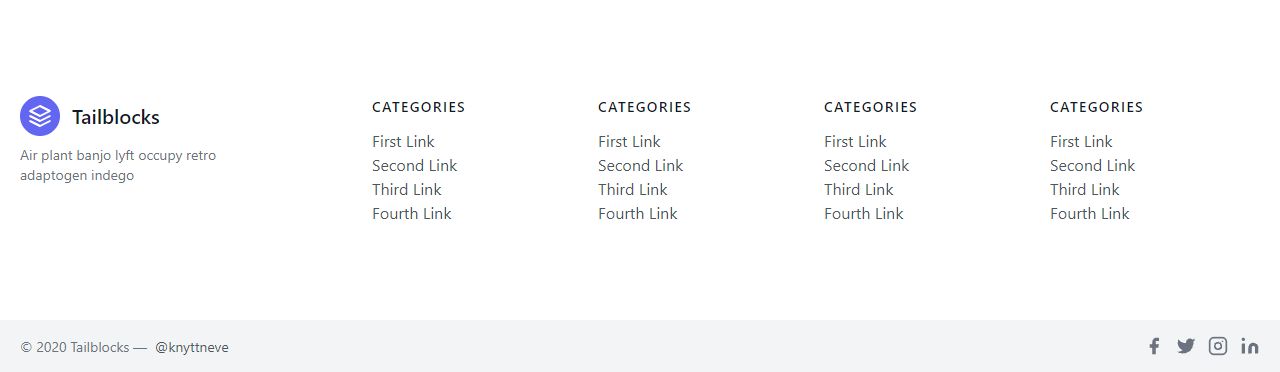 Tailblocks
Air plant banjo lyft occupy retro
adaptogen indego
CATEGORIES
First Link
Second Link
Third Link
Fourth Link
CATEGORIES
First Link
Second Link
Third Link
Fourth Link
CATEGORIES
First Link
Second Link
Third Link
Fourth Link
CATEGORIES
First Link
Second Link
Third Link
Fourth Link
© 2020 Tailblocks — @knyttneve